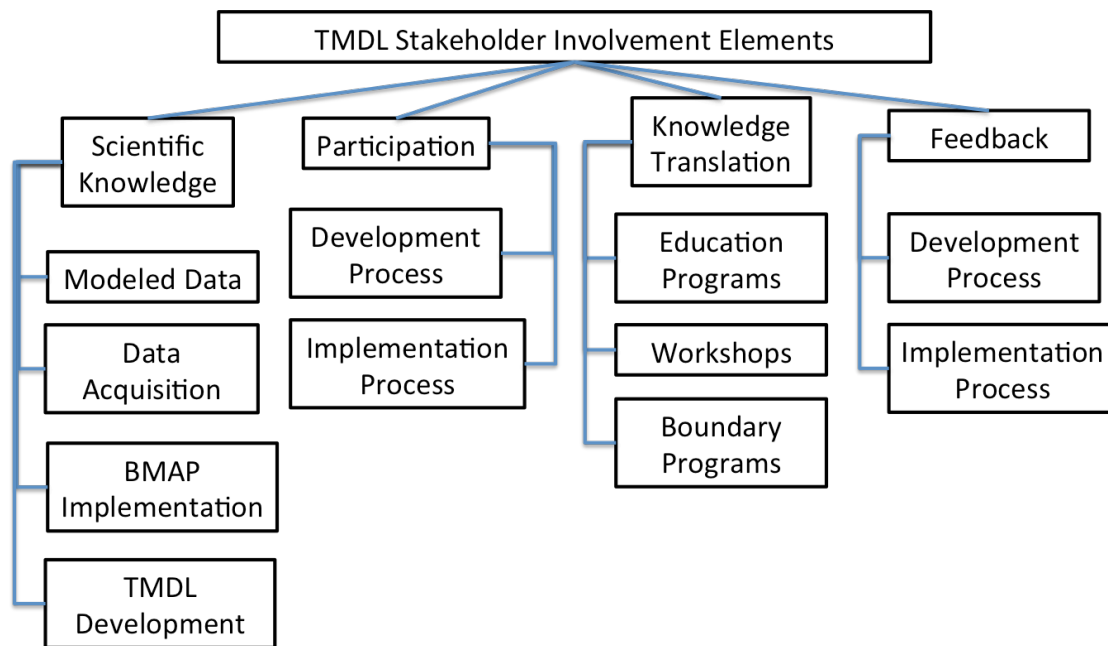 TMDL Stakeholder Involvement Elements
Scientific
Knowledge
Modeled Data
Data
Acquisition
BMAP
Implementation
TMDL
Development
Participation
Development
Process
Implementation
Process
Knowledge
Translation
Education
Programs
Workshops
Boundary
Programs
Feedback
Development
Process
Implementation
Process